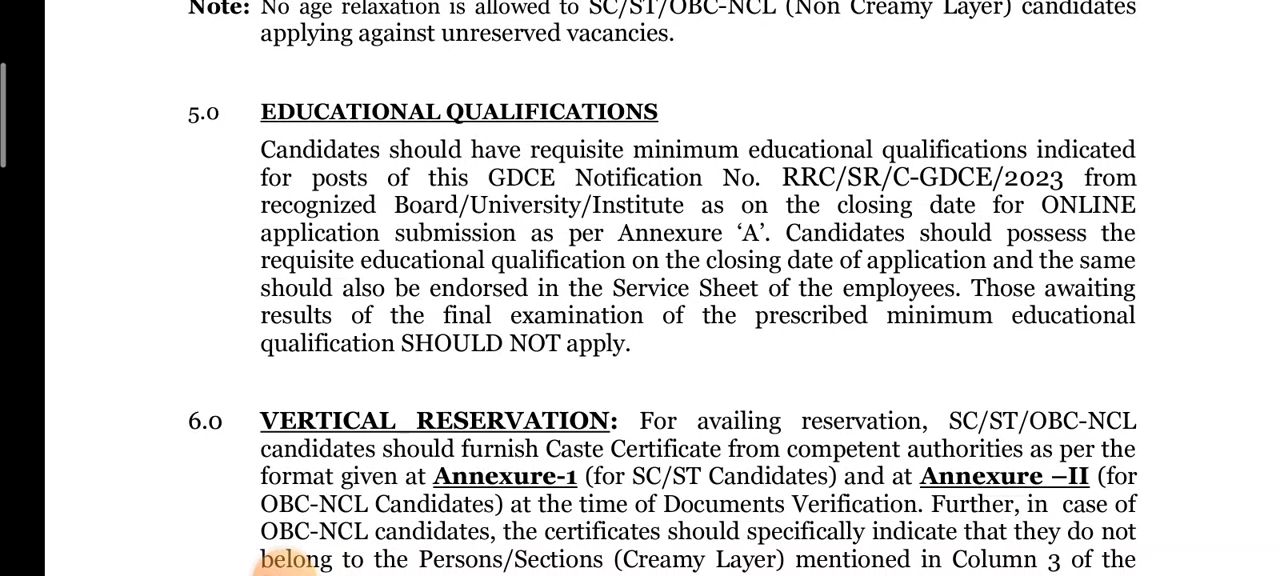 Note: No age relaxation is allowed to SC/ST/OBC-NCL (Non Creamy Layer) candidates
applying against unreserved vacancies.
5.0 EDUCATIONAL QUALIFICATIONS
Candidates should have requisite minimum educational qualifications indicated
for posts of this GDCE Notification No. RRC/SR/C-GDCE/2023 from
recognized Board/University/Institute as on the closing date for ONLINE
application submission as per Annexure ‘A’. Candidates should possess the
requisite educational qualification on the closing date of application and the same
should also be endorsed in the Service Sheet of the employees. Those awaiting
results of the final examination of the prescribed minimum educational
qualification SHOULD NOT apply.
6.0 VERTICAL RESERVATION: For availing reservation, SC/ST/OBC-NCL
candidates should furnish Caste Certificate from competent authorities as per the
format given at Annexure-1 (for SC/ST Candidates) and at Annexure –II (for
OBC-NCL Candidates) at the time of Documents Verification. Further, in case of
OBC-NCL candidates, the certificates should specifically indicate that they do not
belong to the Persons/Sections (Creamy Layer) mentioned in Column 3 of the